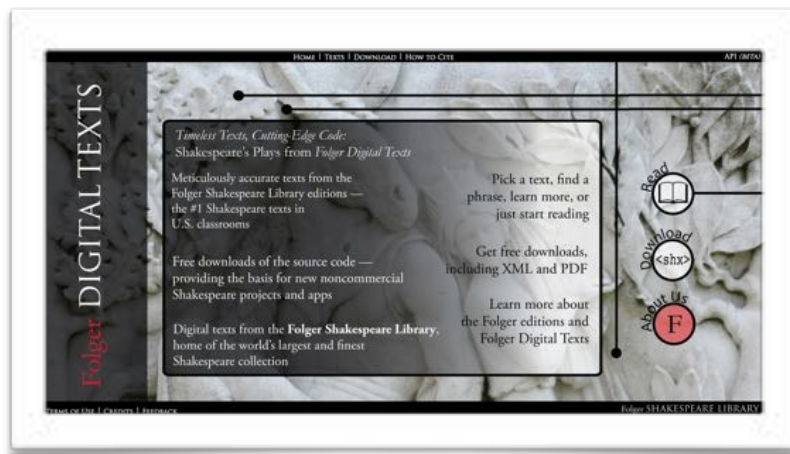 HOME | TEXTS | DOWNLOAD | HOW TO CITE
API (BETA)
Folger DIGITAL TEXTS
Timeless Texts, Cutting-Edge Code:
Shakespeare's Plays from Folger Digital Texts
Meticulously accurate texts from the
Folger Shakespeare Library editions —
the #1 Shakespeare texts in
U.S. classrooms
Free downloads of the source code —
providing the basis for new noncommercial
Shakespeare projects and apps
Digital texts from the Folger Shakespeare Library,
home of the world's largest and finest
Shakespeare collection
Pick a text, find a
phrase, learn more, or
just start reading
Get free downloads,
including XML and PDF
Learn more about
the Folger editions and
Folger Digital Texts
Read
Download
<shx>
About Us
F
TERMS OF USE | CREDITS | FEEDBACK
Folger SHAKESPEARE LIBRARY